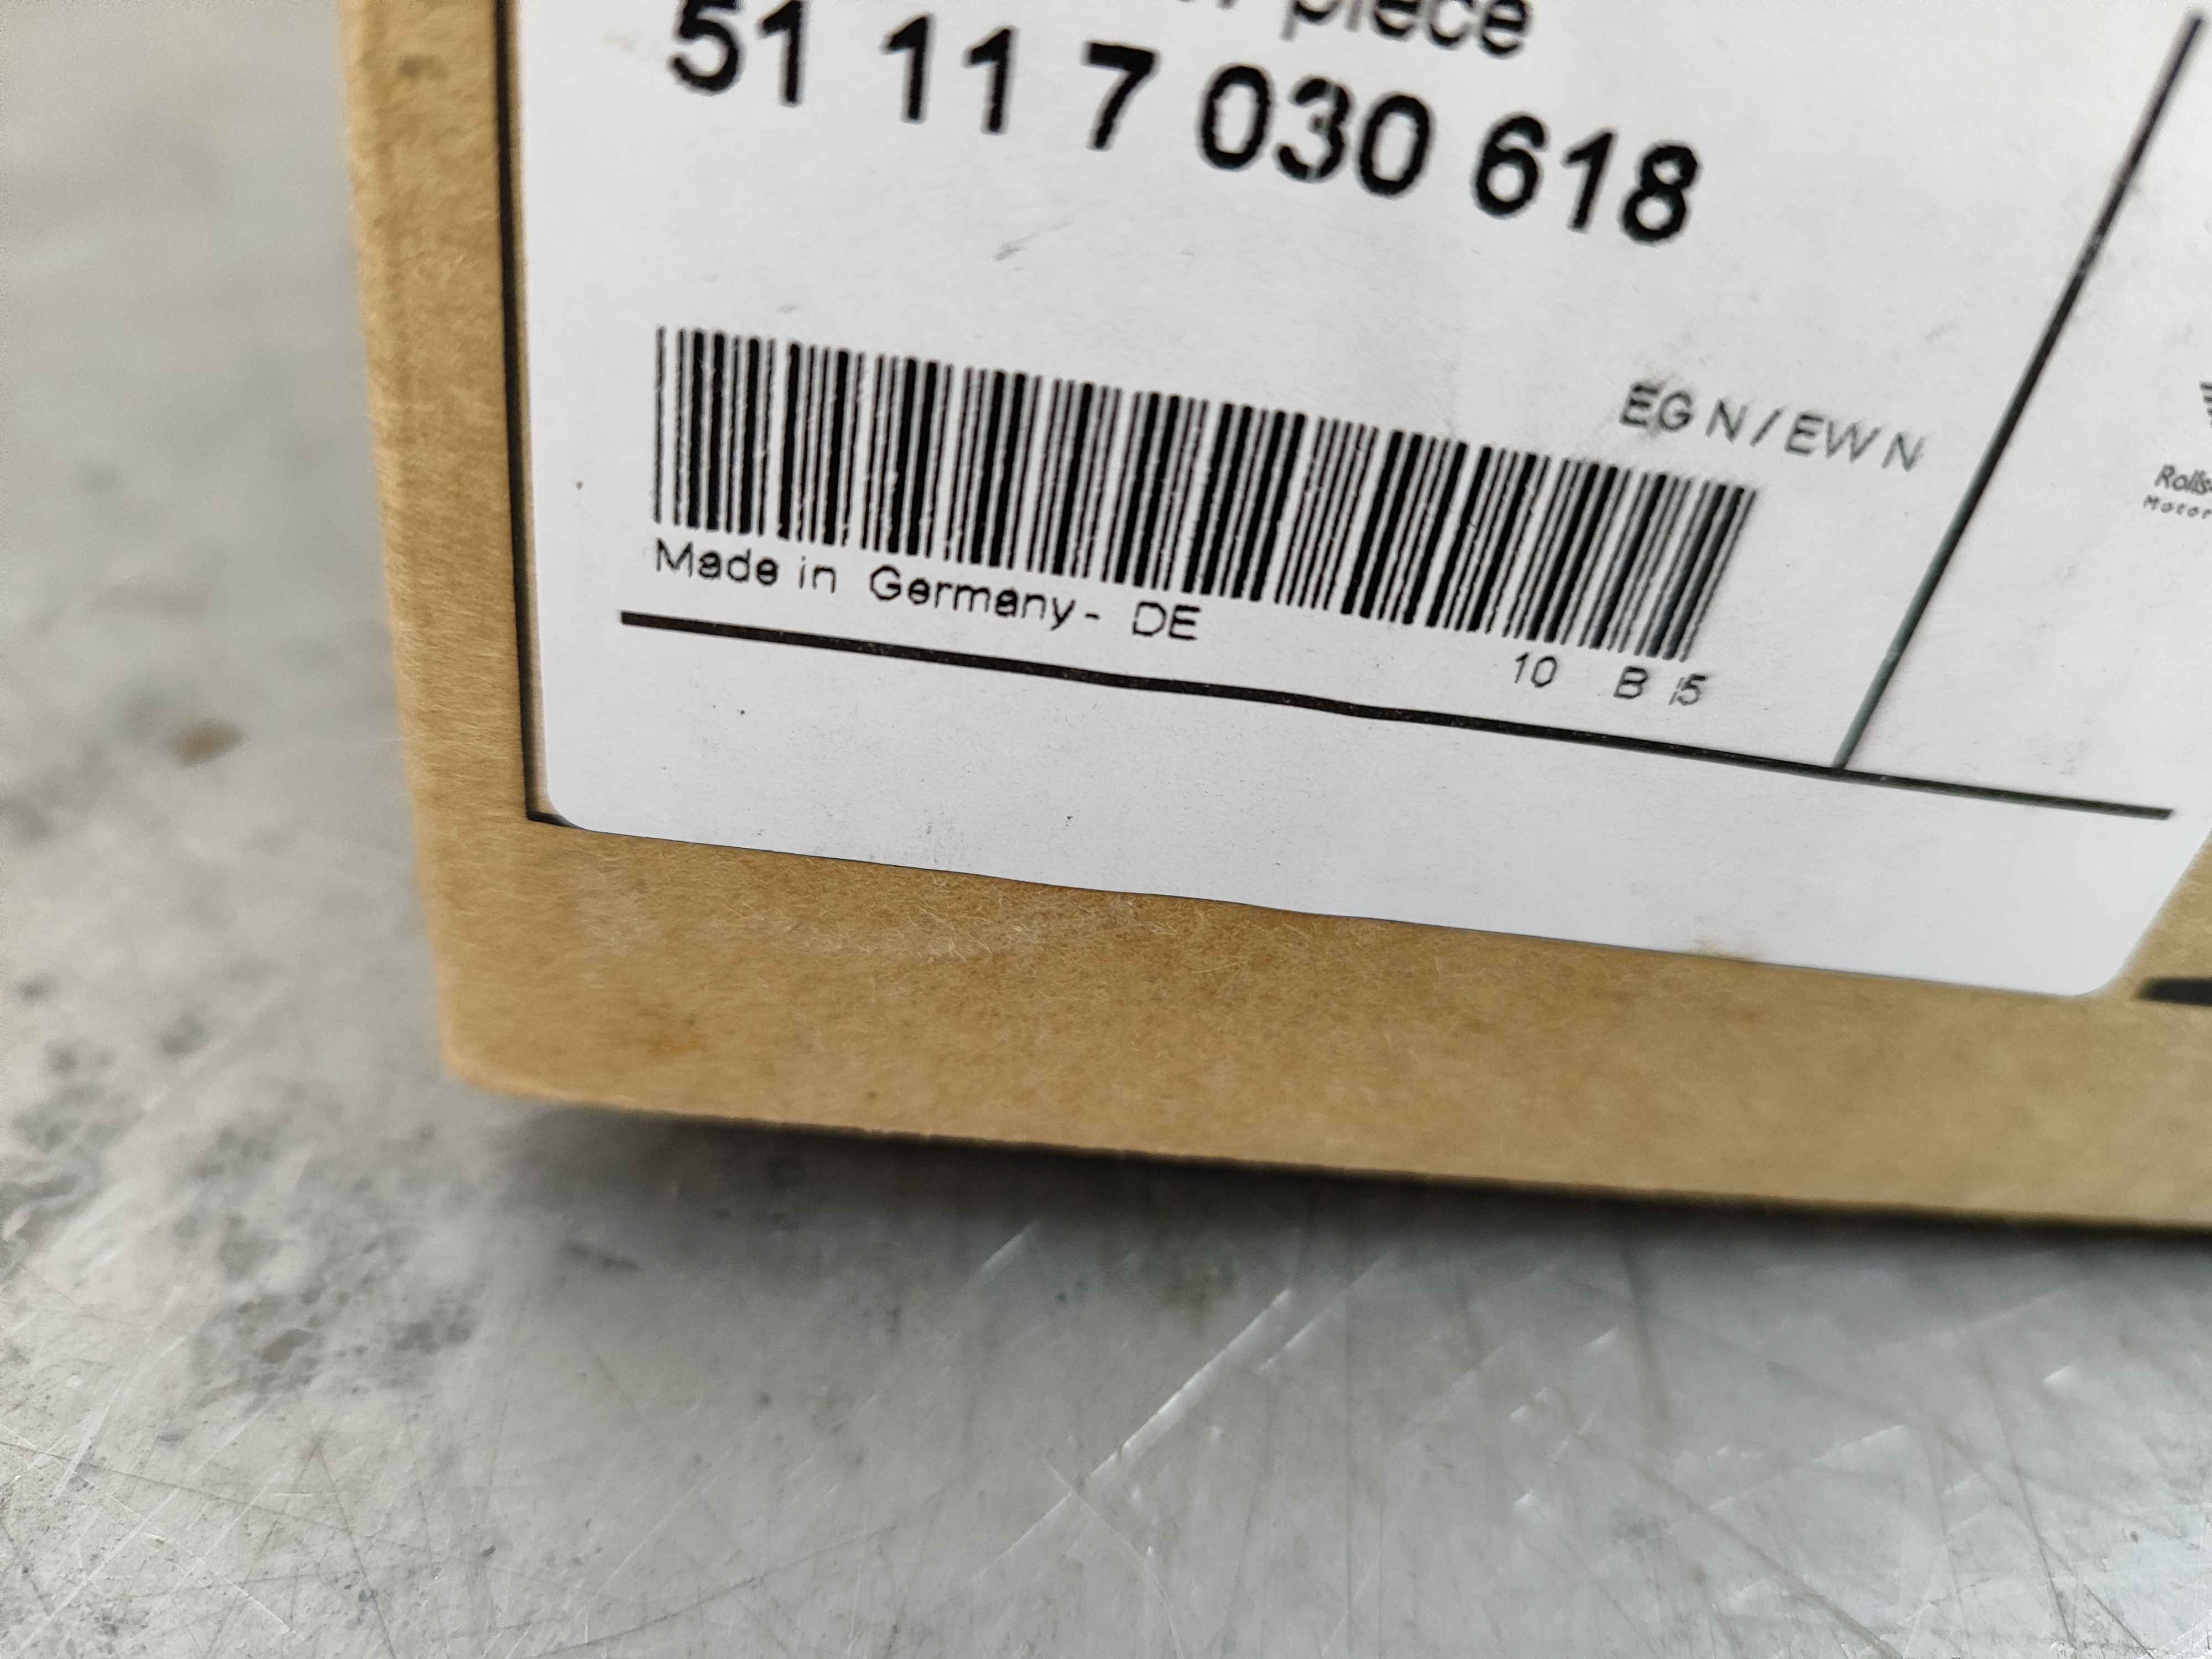 piece
51 11 7 030 618
EG N/EW N
Made in Germany - DE
10 B 15